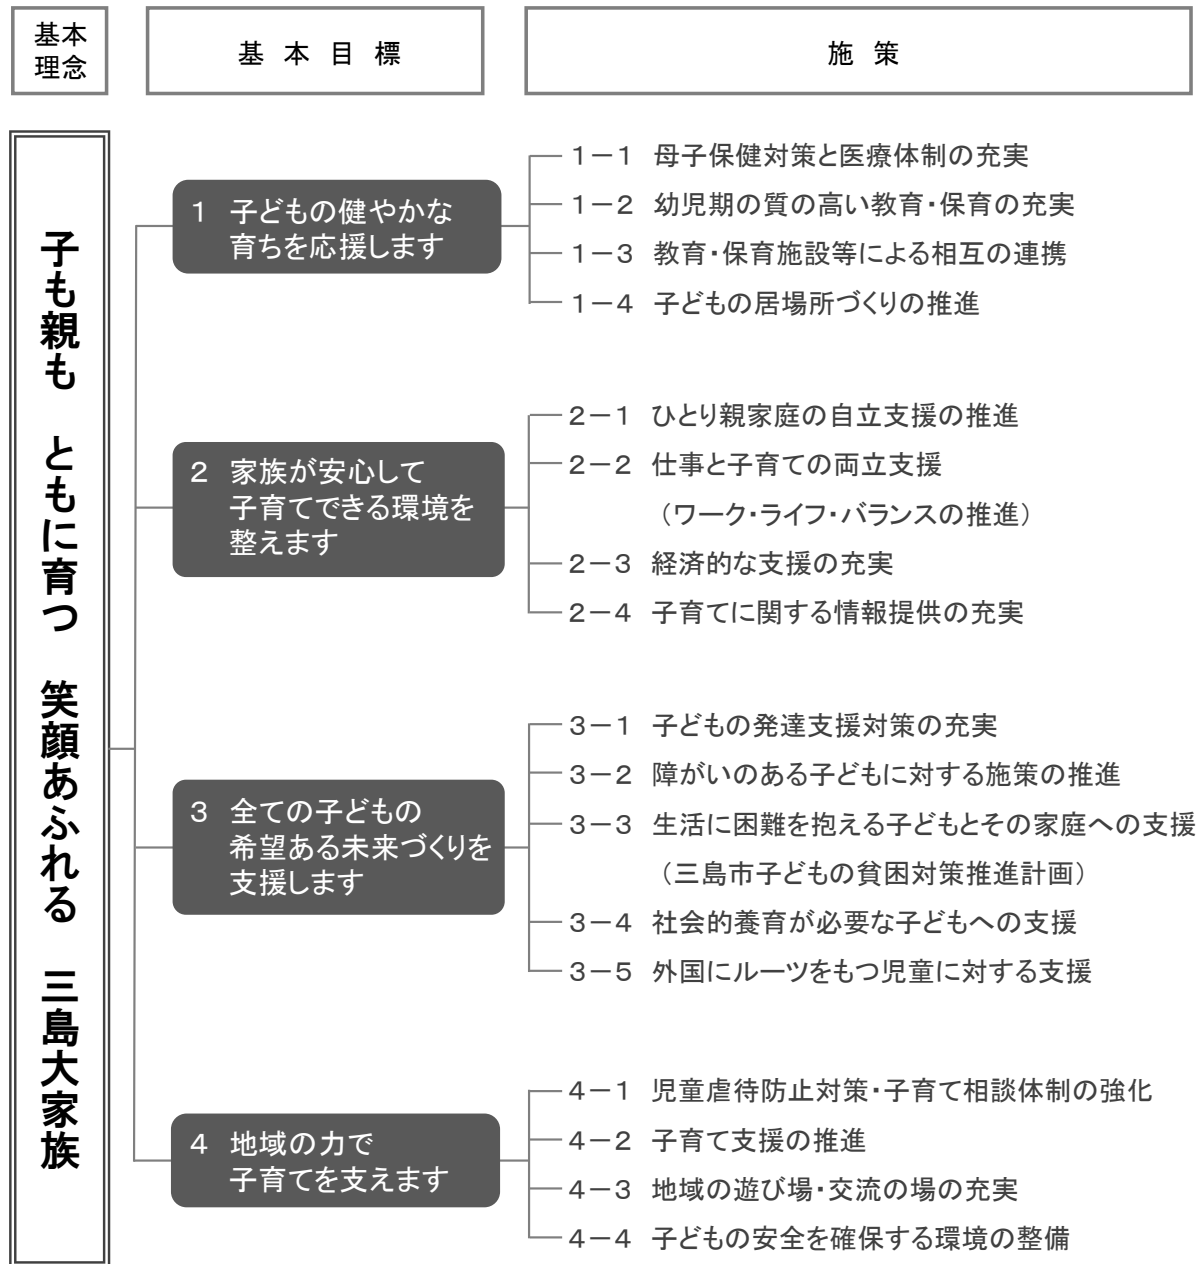 基本
理念
基 本 目 標
施 策
子も親も ともに育つ 笑顔あふれる 三島大家族
1 子どもの健やかな
育ちを応援します
1－1 母子保健対策と医療体制の充実
1－2 幼児期の質の高い教育・保育の充実
1－3 教育・保育施設等による相互の連携
1－4 子どもの居場所づくりの推進
2 家族が安心して
子育てできる環境を
整えます
2－1 ひとり親家庭の自立支援の推進
2－2 仕事と子育ての両立支援
（ワーク・ライフ・バランスの推進）
2－3 経済的な支援の充実
2－4 子育てに関する情報提供の充実
3 全ての子どもの
希望ある未来づくりを
支援します
3－1 子どもの発達支援対策の充実
3－2 障がいのある子どもに対する施策の推進
3－3 生活に困難を抱える子どもとその家庭への支援
（三島市子どもの貧困対策推進計画）
3－4 社会的養育が必要な子どもへの支援
3－5 外国にルーツをもつ児童に対する支援
4 地域の力で
子育てを支えます
4－1 児童虐待防止対策・子育て相談体制の強化
4－2 子育て支援の推進
4－3 地域の遊び場・交流の場の充実
4－4 子どもの安全を確保する環境の整備